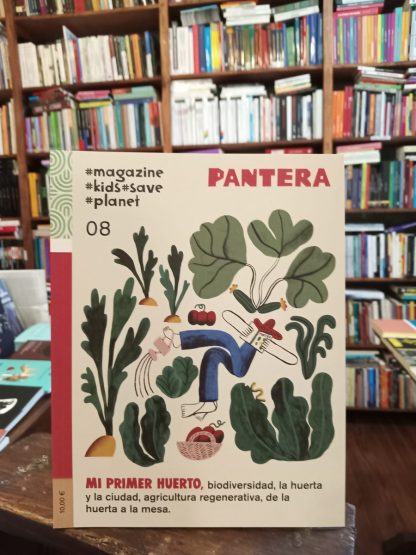 #magazine
#kids#save
#planet
PANTERA
08
MI PRIMER HUERTO, biodiversidad, la huerta
y la ciudad, agricultura regenerativa, de la
huerta a la mesa.
10,00 €